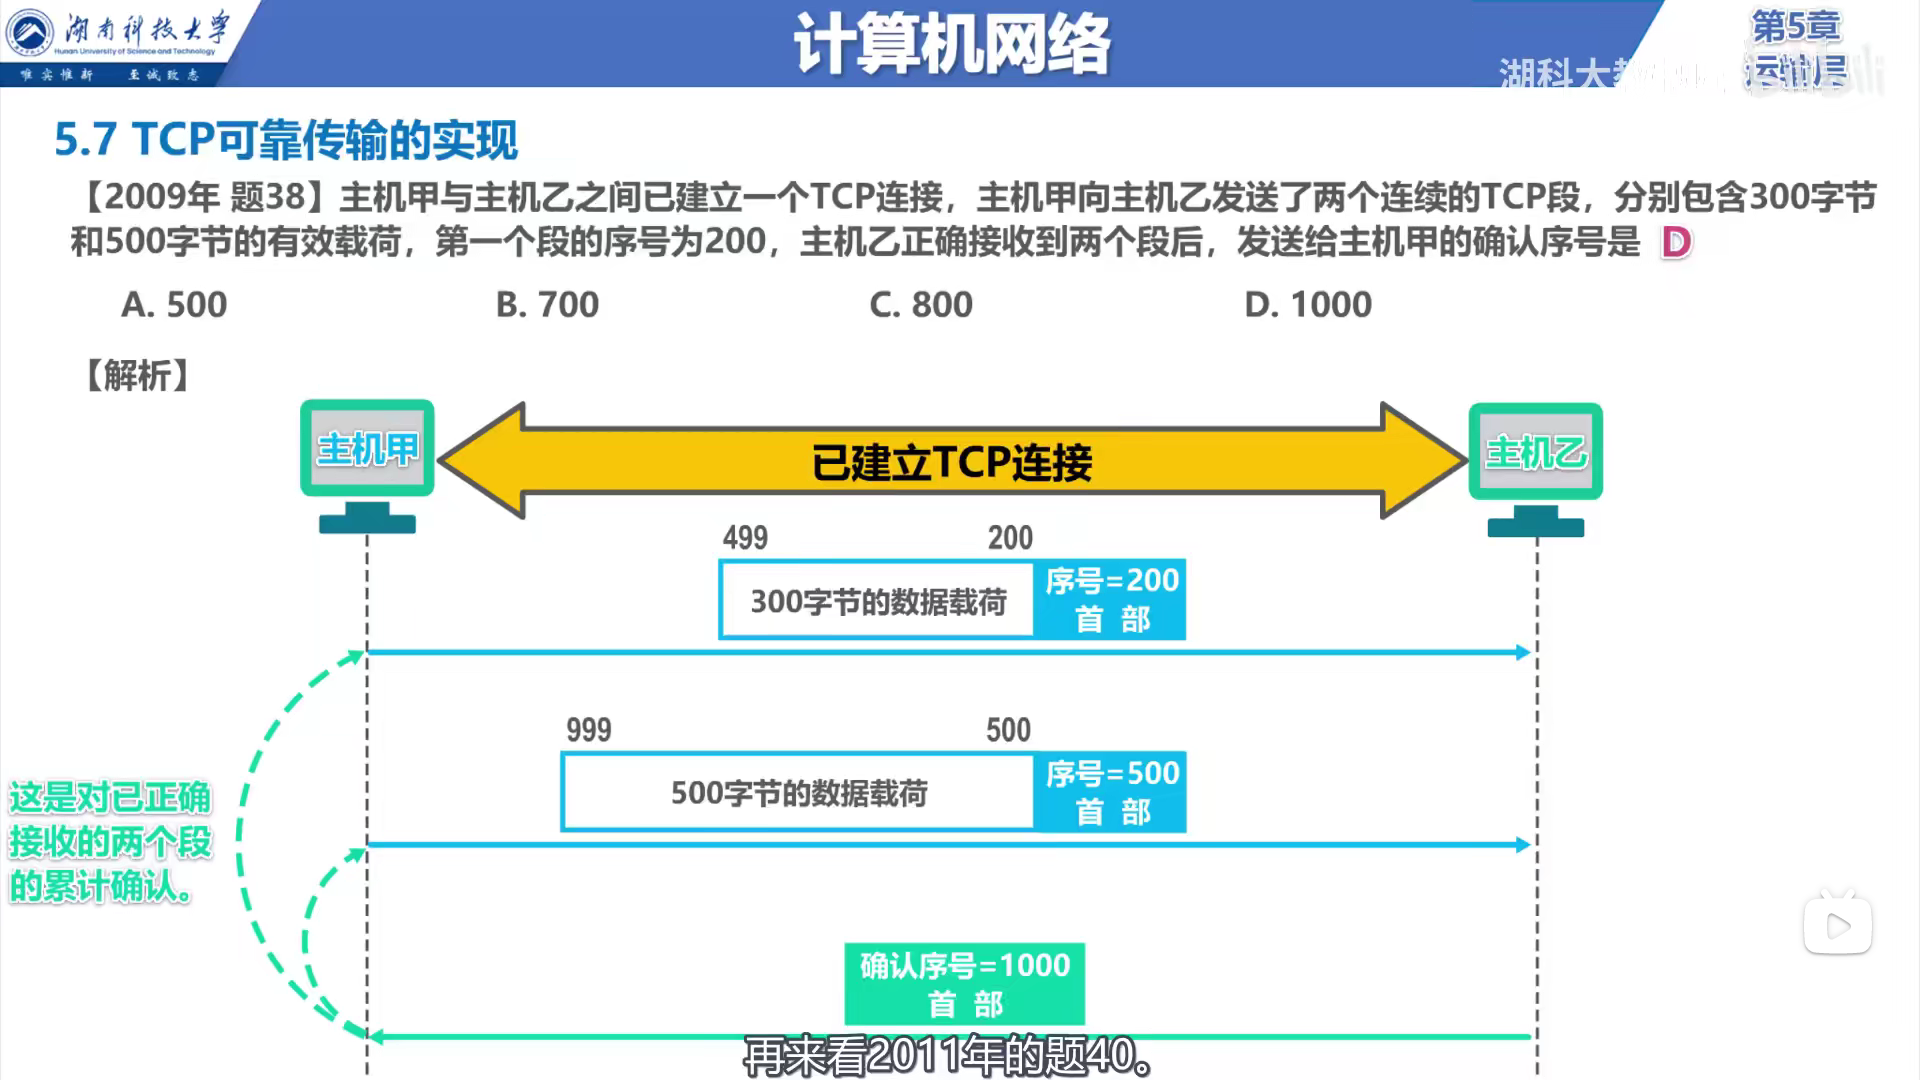 湖南科技大学
Hunan University of Science and Technology
唯实惟新 至诚致志
计算机网络
第5章
运输层
湖科大教
5.7 TCP可靠传输的实现
【2009年 题38】主机甲与主机乙之间已建立一个TCP连接，主机甲向主机乙发送了两个连续的TCP段，分别包含300字节
和500字节的有效载荷，第一个段的序号为200，主机乙正确接收到两个段后，发送给主机甲的确认序号是 D
A. 500 B. 700 C. 800 D. 1000
【解析】
主机甲
已建立TCP连接
主机乙
499 200
300字节的数据载荷
序号=200
首 部
999 500
500字节的数据载荷
序号=500
首 部
这是对已正确
接收的两个段
的累计确认。
确认序号=1000
首 部
再来看2011年的题40。